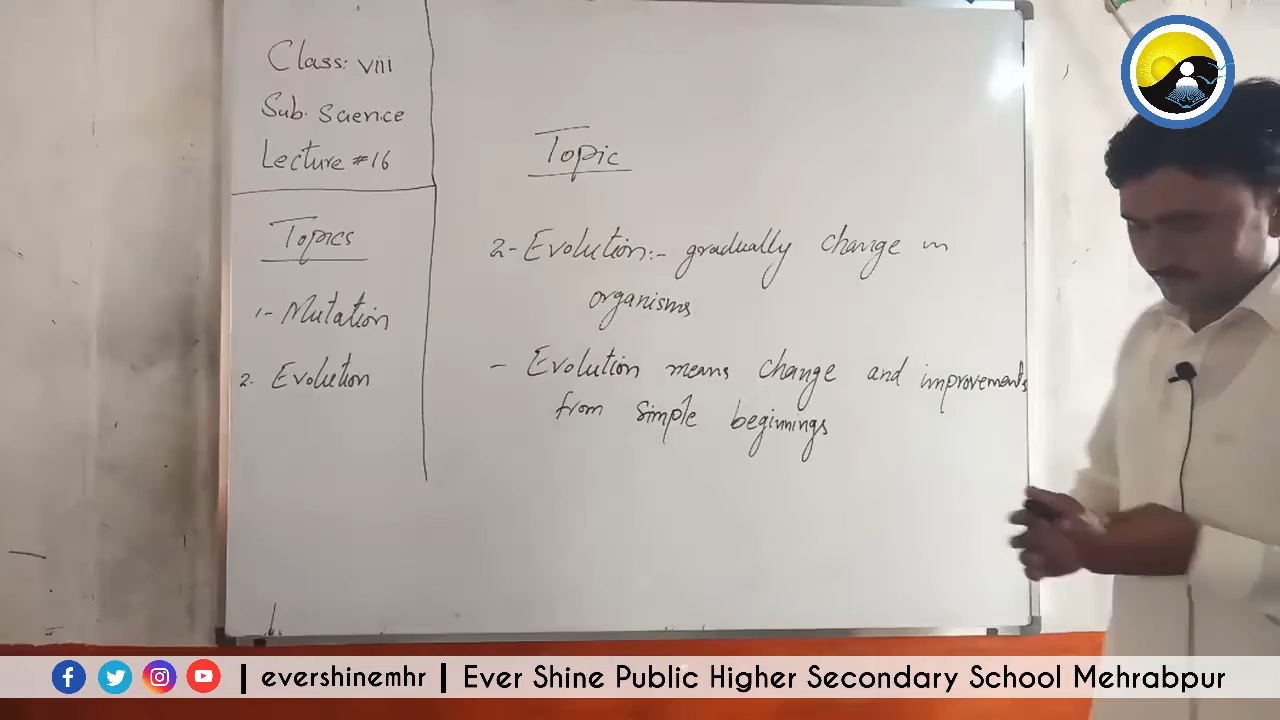 Class: viii
Sub. Science
Lecture #16
Topics
1- Mutation
2- Evolution
Topic
2- Evolution:- gradually change in
organisms
- Evolution means change and improvements
from simple beginnings
| evershinemhr | Ever Shine Public Higher Secondary School Mehrabpur